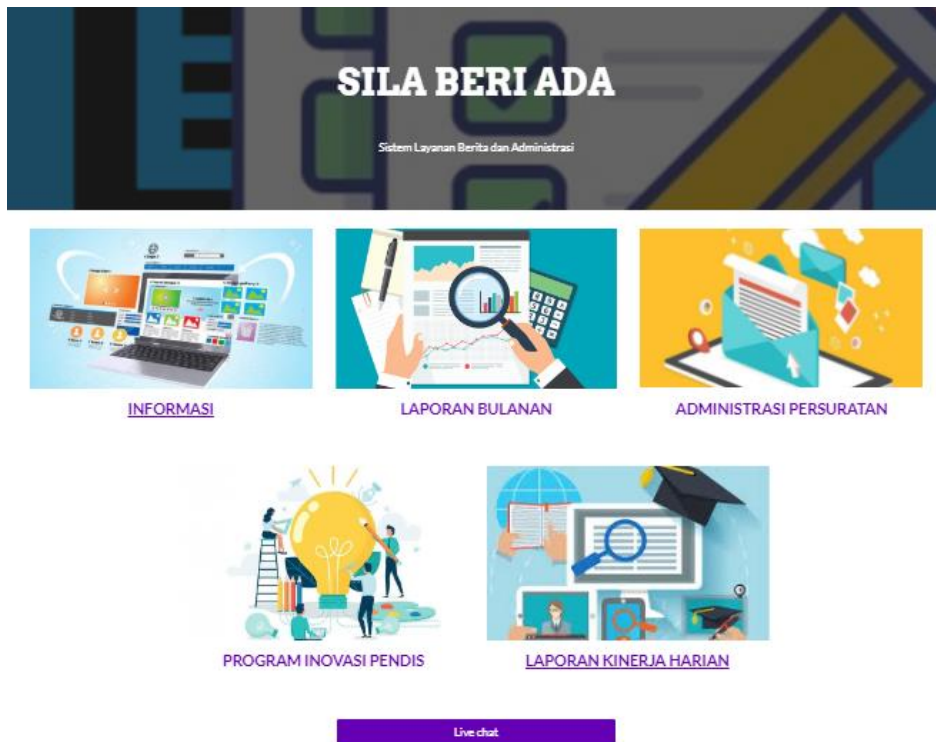 SILA BERI ADA
Sistem Layanan Berita dan Administrasi
INFORMASI
LAPORAN BULANAN
ADMINISTRASI PERSURATAN
PROGRAM INOVASI PENDIS
LAPORAN KINERJA HARIAN
Live chat